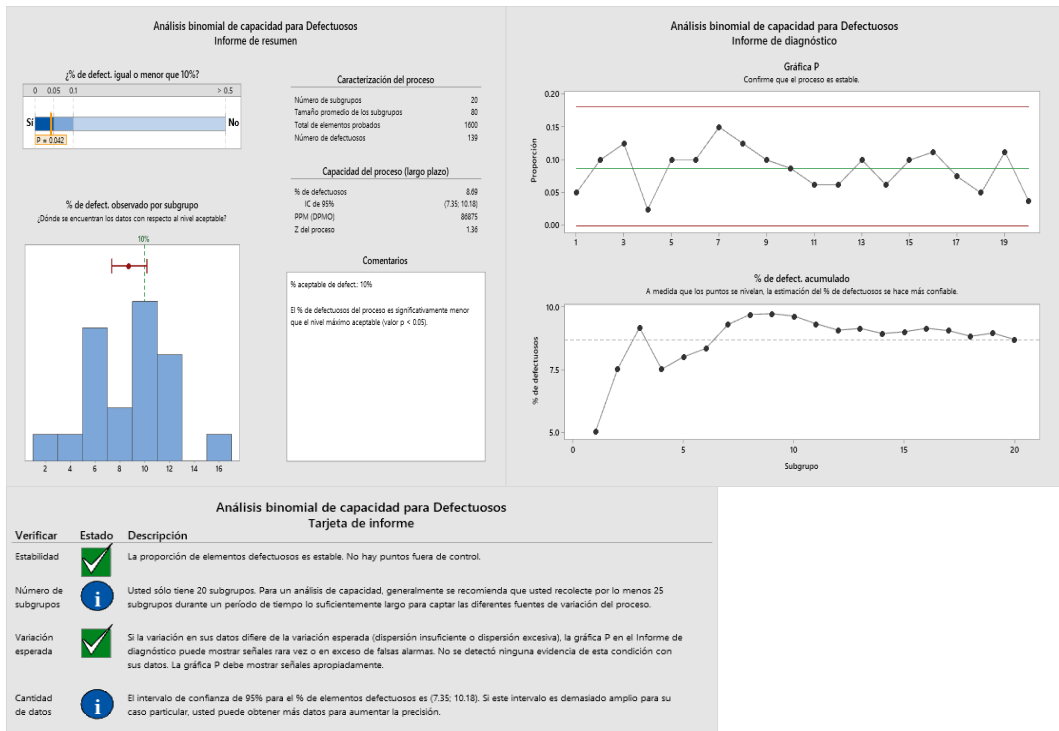 Análisis binomial de capacidad para Defectuosos
Informe de resumen
¿% de defect. igual o menor que 10%?
0 0.05 0.1 > 0.5
Sí No
P = 0.042
% de defect. observado por subgrupo
¿Dónde se encuentran los datos con respecto al nivel aceptable?
10%
2 4 6 8 10 12 14 16
Caracterización del proceso
Número de subgrupos 20
Tamaño promedio de los subgrupos 80
Total de elementos probados 1600
Número de defectuosos 139
Capacidad del proceso (largo plazo)
% de defectuosos 8.69
IC de 95% (7.35; 10.18)
PPM (DPMO) 86875
Z del proceso 1.36
Comentarios
% aceptable de defect.: 10%
El % de defectuosos del proceso es significativamente menor
que el nivel máximo aceptable (valor p < 0.05).
Análisis binomial de capacidad para Defectuosos
Informe de diagnóstico
Gráfica P
Confirme que el proceso es estable.
Proporción
0.20
0.15
0.10
0.05
0.00
1 3 5 7 9 11 13 15 17 19
% de defect. acumulado
A medida que los puntos se nivelan, la estimación del % de defectuosos se hace más confiable.
% de defectuosos
10.0
7.5
5.0
0 5 10 15 20
Subgrupo
Análisis binomial de capacidad para Defectuosos
Tarjeta de informe
Verificar Estado Descripción
Estabilidad La proporción de elementos defectuosos es estable. No hay puntos fuera de control.
Número de subgrupos
Usted sólo tiene 20 subgrupos. Para un análisis de capacidad, generalmente se recomienda que usted recolecte por lo menos 25
subgrupos durante un período de tiempo lo suficientemente largo para captar las diferentes fuentes de variación del proceso.
Variación esperada
Si la variación en sus datos difiere de la variación esperada (dispersión insuficiente o dispersión excesiva), la gráfica P en el Informe de
diagnóstico puede mostrar señales rara vez o en exceso de falsas alarmas. No se detectó ninguna evidencia de esta condición con
sus datos. La gráfica P debe mostrar señales apropiadamente.
Cantidad de datos
El intervalo de confianza de 95% para el % de elementos defectuosos es (7.35; 10.18). Si este intervalo es demasiado amplio para su
caso particular, usted puede obtener más datos para aumentar la precisión.